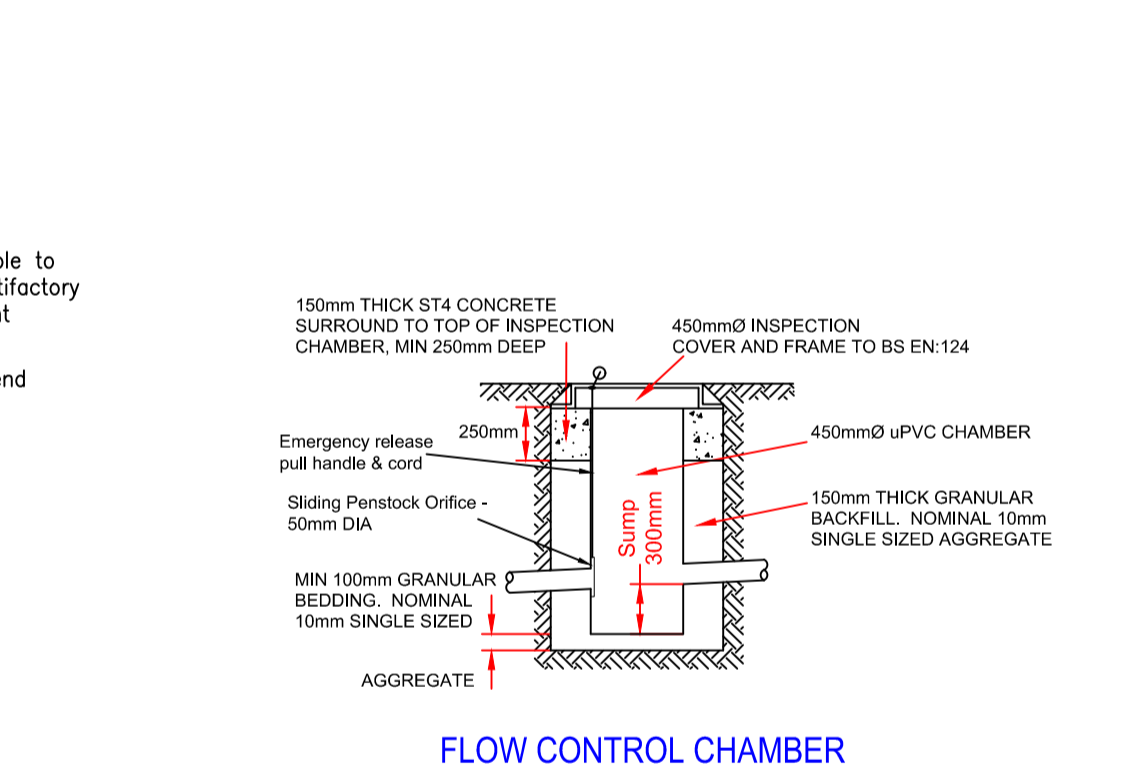 ole to
tifactory
at
end
150mm THICK ST4 CONCRETE
SURROUND TO TOP OF INSPECTION
CHAMBER, MIN 250mm DEEP
450mmØ INSPECTION
COVER AND FRAME TO BS EN:124
250mm
Emergency release
pull handle & cord
450mmØ uPVC CHAMBER
Sliding Penstock Orifice -
50mm DIA
Sump
300mm
150mm THICK GRANULAR
BACKFILL. NOMINAL 10mm
SINGLE SIZED AGGREGATE
MIN 100mm GRANULAR
BEDDING. NOMINAL
10mm SINGLE SIZED
AGGREGATE
FLOW CONTROL CHAMBER